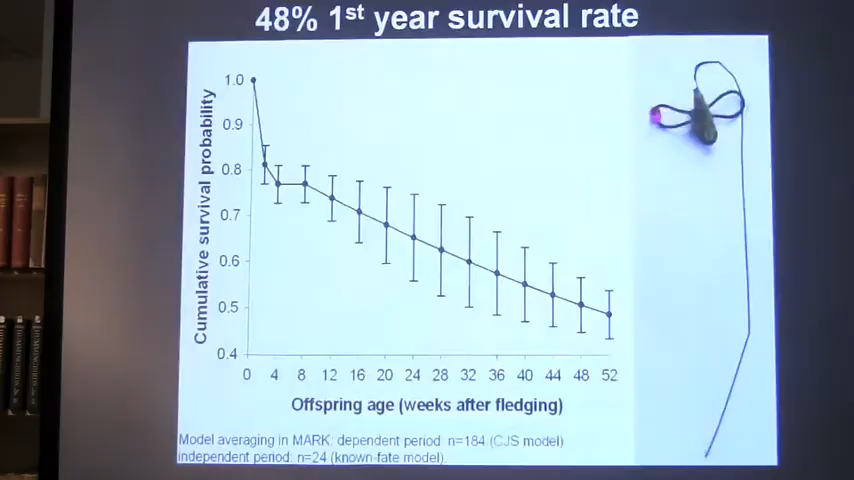 48% 1st year survival rate
Cumulative survival probability
1.0
0.9
0.8
0.7
0.6
0.5
0.4
0 4 8 12 16 20 24 28 32 36 40 44 48 52
Offspring age (weeks after fledging)
Model averaging in MARK: dependent period: n=184 (CJS model)
independent period: n=24 (known-fate model)